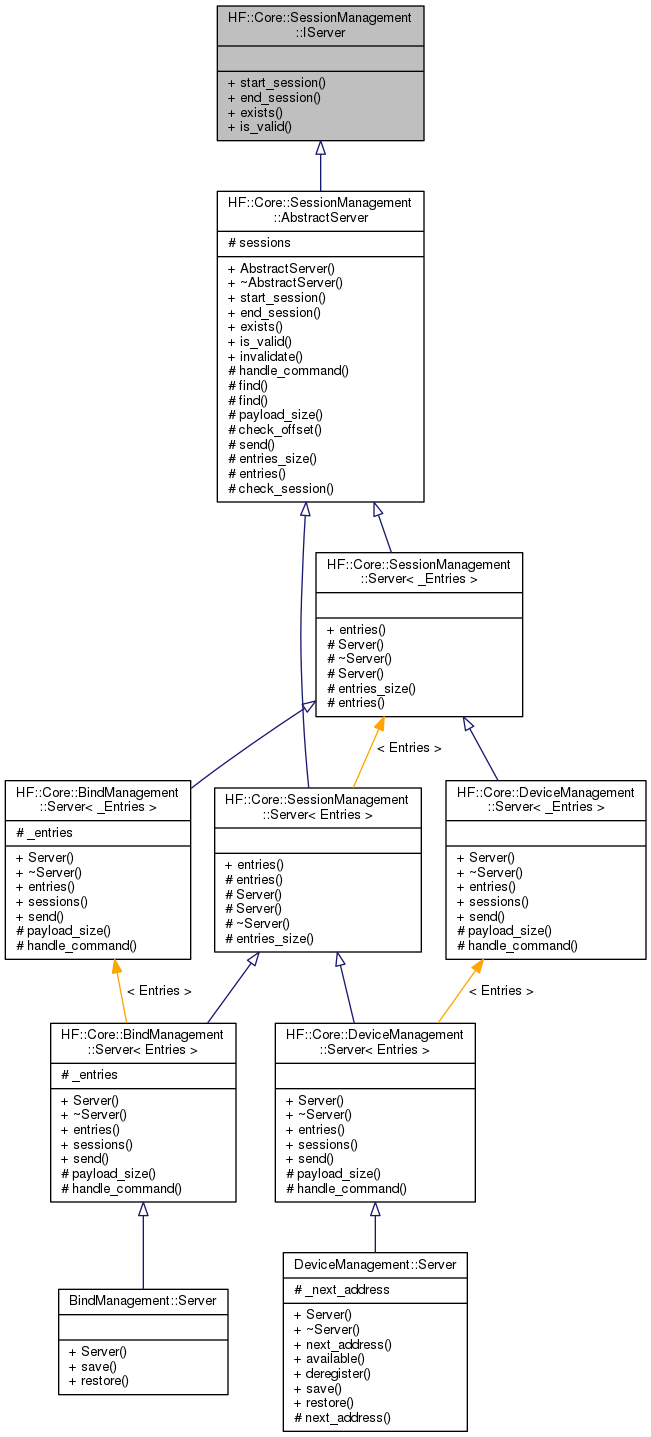 HF::Core::SessionManagement
::IServer
+ start_session()
+ end_session()
+ exists()
+ is_valid()
HF::Core::SessionManagement
::AbstractServer
# sessions
+ AbstractServer()
+ ~AbstractServer()
+ start_session()
+ end_session()
+ exists()
+ is_valid()
+ invalidate()
# handle_command()
# find()
# find()
# payload_size()
# check_offset()
# send()
# entries_size()
# entries()
# check_session()
HF::Core::SessionManagement
::Server< _Entries >
+ entries()
# Server()
# ~Server()
# Server()
# entries_size()
# entries()
< Entries >
HF::Core::BindManagement
::Server< _Entries >
# _entries
+ Server()
+ ~Server()
+ entries()
+ sessions()
+ send()
# payload_size()
# handle_command()
HF::Core::SessionManagement
::Server< Entries >
+ entries()
# entries()
# Server()
# Server()
# ~Server()
# entries_size()
HF::Core::DeviceManagement
::Server< _Entries >
+ Server()
+ ~Server()
+ entries()
+ sessions()
+ send()
# payload_size()
# handle_command()
< Entries >
< Entries >
HF::Core::BindManagement
::Server< Entries >
# _entries
+ Server()
+ ~Server()
+ entries()
+ sessions()
+ send()
# payload_size()
# handle_command()
HF::Core::DeviceManagement
::Server< Entries >
+ Server()
+ ~Server()
+ entries()
+ sessions()
+ send()
# payload_size()
# handle_command()
BindManagement::Server
+ Server()
+ save()
+ restore()
DeviceManagement::Server
# _next_address
+ Server()
+ ~Server()
+ next_address()
+ available()
+ deregister()
+ save()
+ restore()
# next_address()